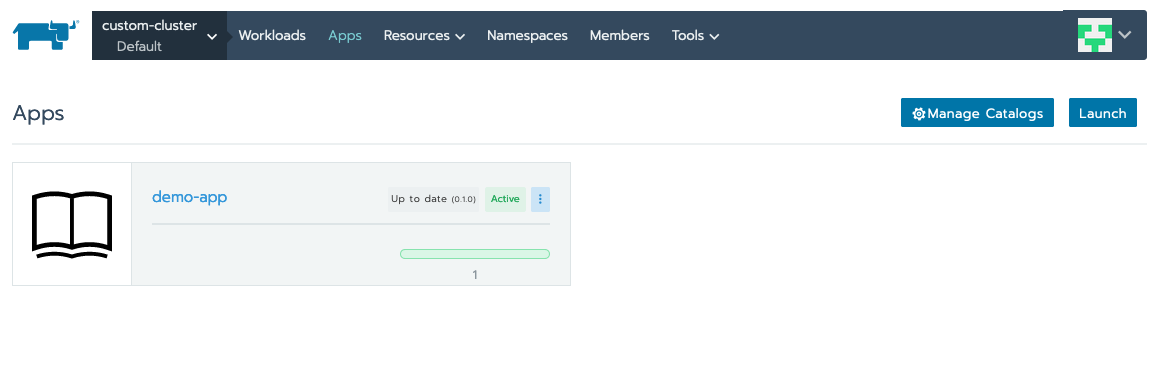 custom-cluster
Default
Workloads Apps Resources Namespaces Members Tools
Apps
Manage Catalogs Launch
demo-app Up to date (0.1.0) Active
1